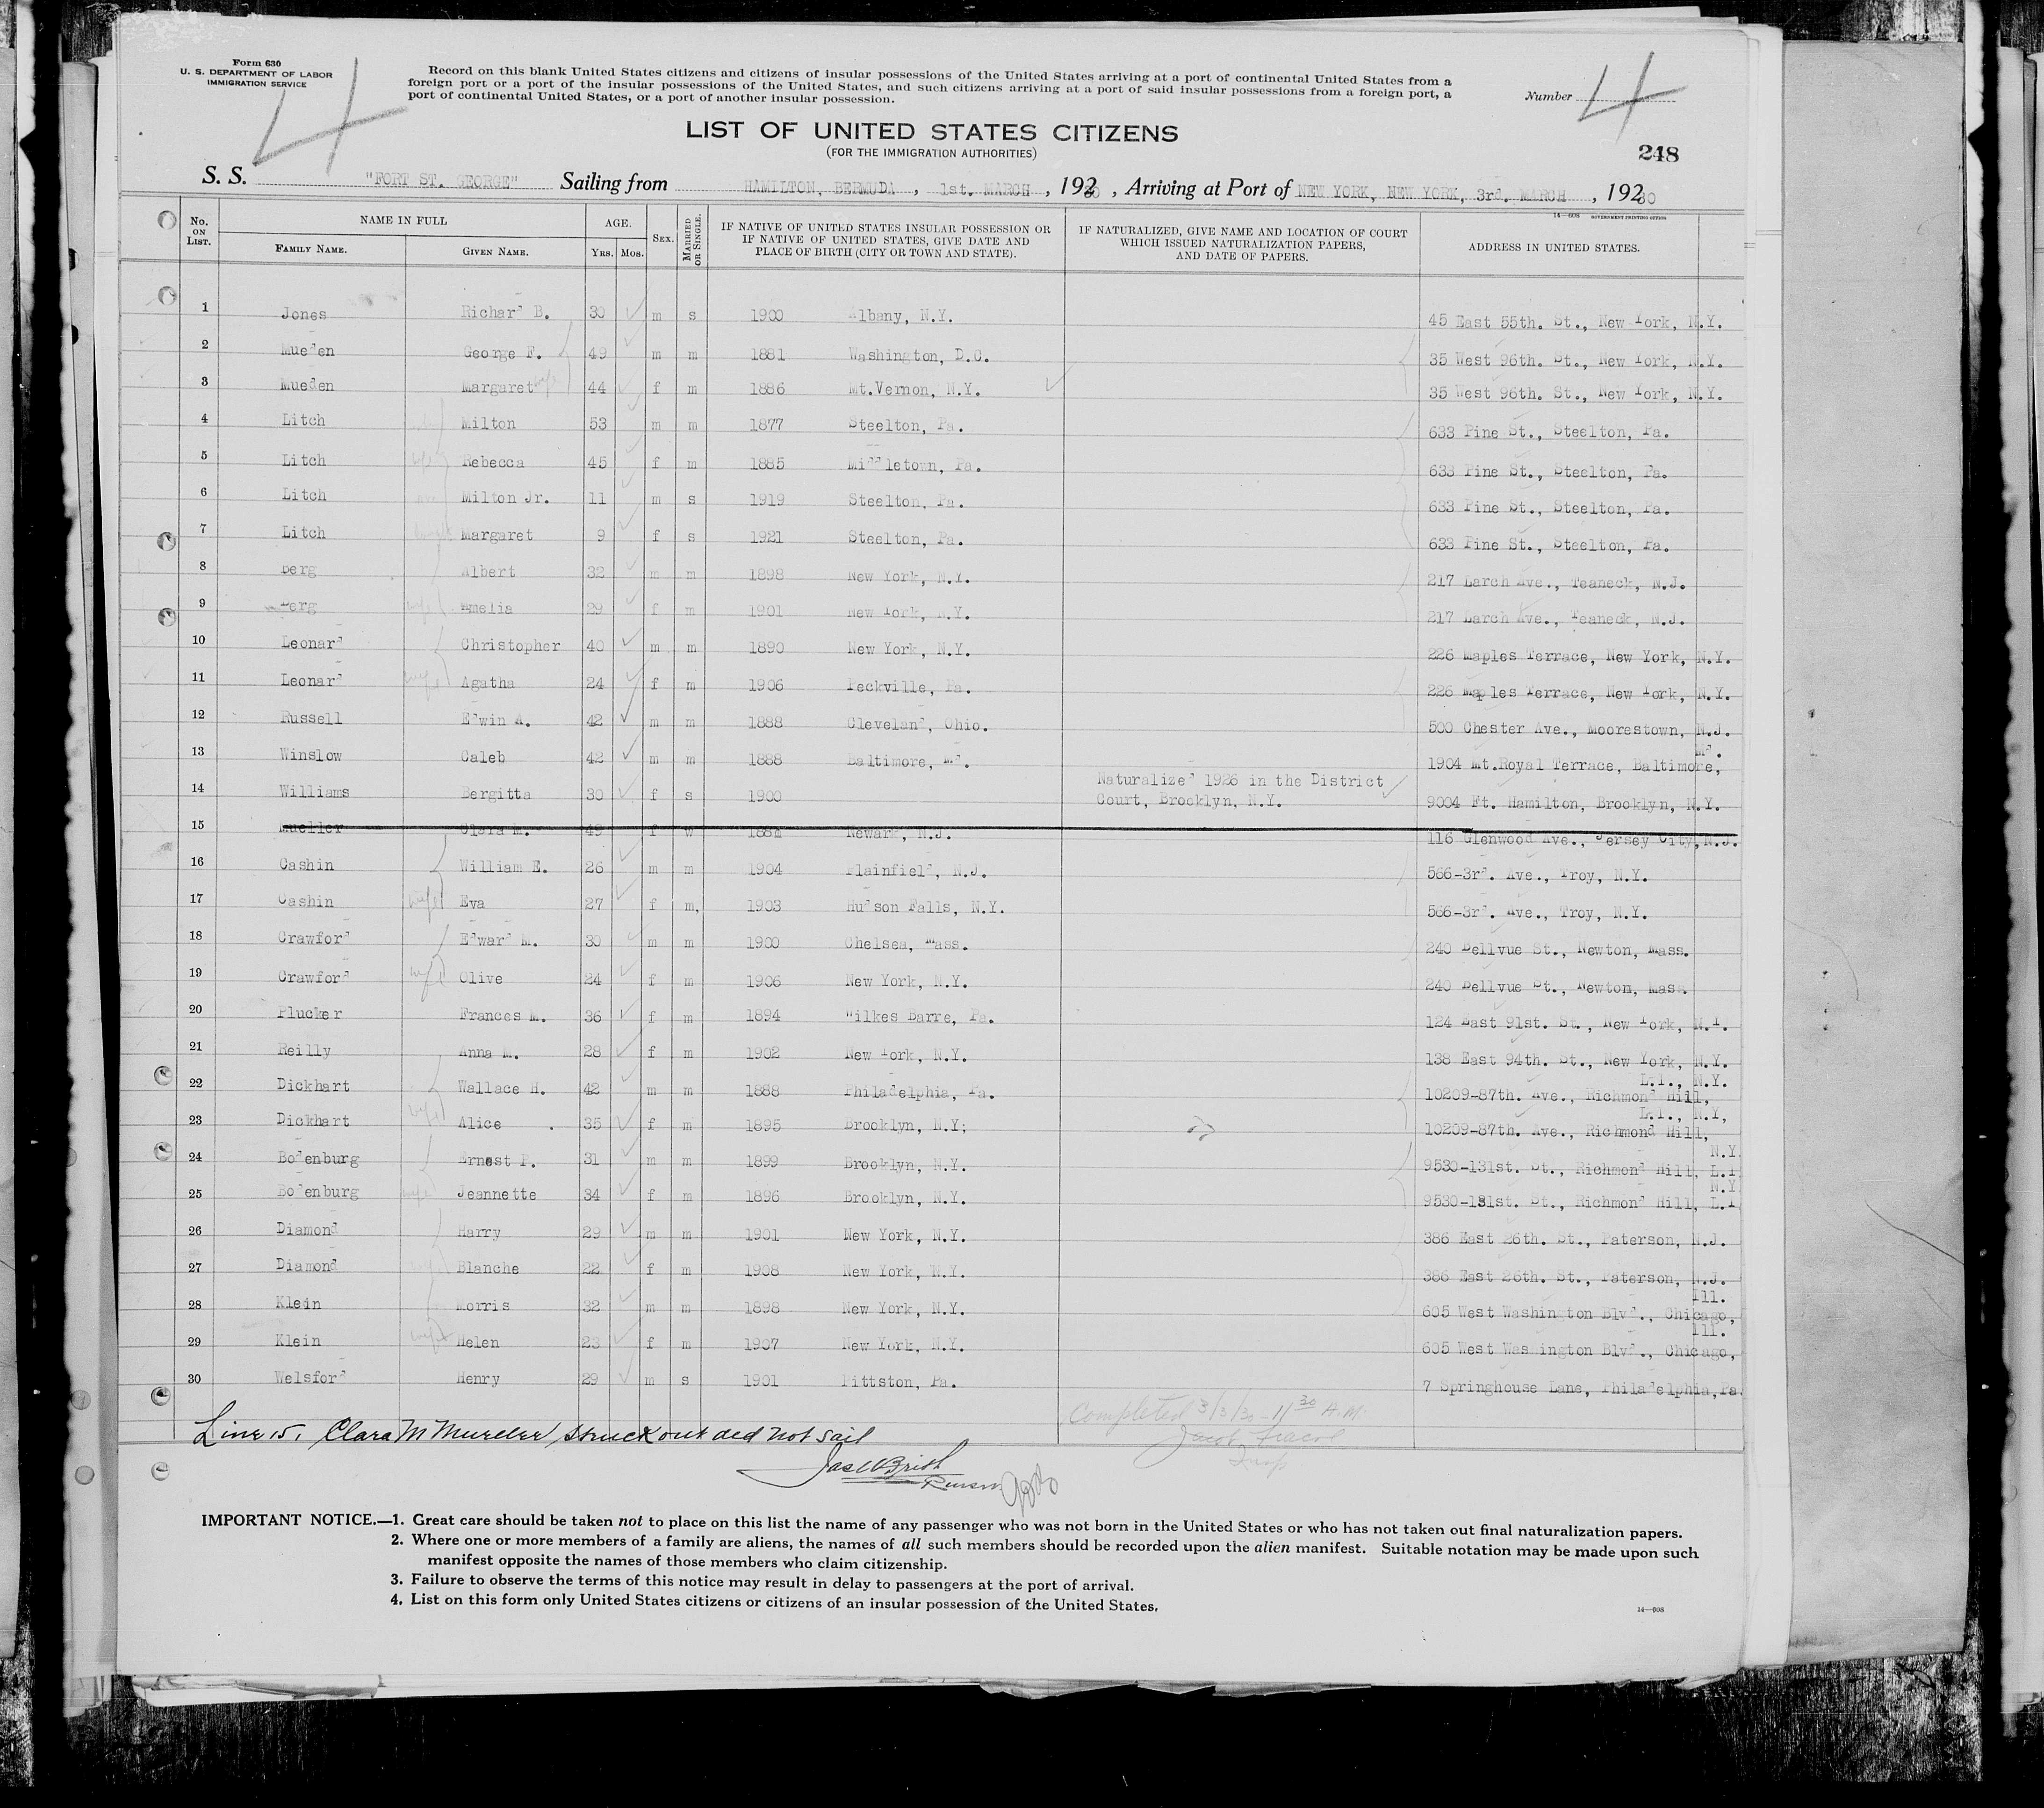 Form 630
U. S. DEPARTMENT OF LABOR
IMMIGRATION SERVICE
4
Record on this blank United States citizens and citizens of insular possessions of the United States arriving at a port of continental United States from a
foreign port or a port of the insular possessions of the United States, and such citizens arriving at a port of said insular possessions from a foreign port, a
port of continental United States, or a port of another insular possession.
Number 4
LIST OF UNITED STATES CITIZENS
(FOR THE IMMIGRATION AUTHORITIES)
248
S. S. "FORT ST. GEORGE" Sailing from HAMILTON, BERMUDA, 1st. MARCH, 19230, Arriving at Port of NEW YORK, NEW YORK, 3rd. MARCH, 19230
14—608 GOVERNMENT PRINTING OFFICE
No. ON LIST. NAME IN FULL FAMILY NAME. GIVEN NAME. AGE. YRS. MOS. SEX. MARRIED OR SINGLE. IF NATIVE OF UNITED STATES INSULAR POSSESSION OR IF NATIVE OF UNITED STATES, GIVE DATE AND PLACE OF BIRTH (CITY OR TOWN AND STATE). IF NATURALIZED, GIVE NAME AND LOCATION OF COURT WHICH ISSUED NATURALIZATION PAPERS, AND DATE OF PAPERS. ADDRESS IN UNITED STATES.
1 Jones Richard B. 30 m s 1900 Albany, N.Y. 45 East 55th. St., New York, N.Y.
2 Mueden George F. 49 m m 1881 Washington, D.C. 35 West 96th. St., New York, N.Y.
3 Mueden Margaret wife 44 f m 1886 Mt.Vernon, N.Y. 35 West 96th. St., New York, N.Y.
4 Litch Milton 53 m m 1877 Steelton, Pa. 633 Pine St., Steelton, Pa.
5 Litch wife Rebecca 45 f m 1885 Middletown, Pa. 633 Pine St., Steelton, Pa.
6 Litch Milton Jr. 11 m s 1919 Steelton, Pa. 633 Pine St., Steelton, Pa.
7 Litch Margaret 9 f s 1921 Steelton, Pa. 633 Pine St., Steelton, Pa.
8 Berg Albert 32 m m 1898 New York, N.Y. 217 Larch Ave., Teaneck, N.J.
9 Berg wife Amelia 29 f m 1901 New York, N.Y. 217 Larch Ave., Teaneck, N.J.
10 Leonard Christopher 40 m m 1890 New York, N.Y. 226 Maples Terrace, New York, N.Y.
11 Leonard wife Agatha 24 f m 1906 Peckville, Pa. 226 Maples Terrace, New York, N.Y.
12 Russell Edwin A. 42 m m 1888 Cleveland, Ohio. 500 Chester Ave., Moorestown, N.J.
13 Winslow Caleb 42 m m 1888 Baltimore, Md. 1904 Mt.Royal Terrace, Baltimore, Md.
14 Williams Bergitta 30 f s 1900 Naturalized 1926 in the District Court, Brooklyn, N.Y. 9004 Ft. Hamilton, Brooklyn, N.Y.
15 Mueller Clara M. 49 f w 1881 Newark, N.J. 116 Glenwood Ave., Jersey City, N.J.
16 Cashin William E. 26 m m 1904 Plainfield, N.J. 566-3rd. Ave., Troy, N.Y.
17 Cashin wife Eva 27 f m. 1903 Hudson Falls, N.Y. 566-3rd. Ave., Troy, N.Y.
18 Crawford Edward M. 30 m m 1900 Chelsea, Mass. 240 Bellvue St., Newton, Mass.
19 Crawford wife Olive 24 f m 1906 New York, N.Y. 240 Bellvue St., Newton, Mass.
20 Plucker Frances M. 36 f m 1894 Wilkes Barre, Pa. 124 East 91st. St., New York, N.Y.
21 Reilly Anna M. 28 f m 1902 New York, N.Y. 138 East 94th. St., New York, N.Y.
22 Dickhart Wallace H. 42 m m 1888 Philadelphia, Pa. 10209-87th. Ave., Richmond Hill, L.I., N.Y.
23 Dickhart wife Alice . 35 f m 1895 Brooklyn, N.Y. 10209-87th. Ave., Richmond Hill, L.I., N.Y,
24 Bodenburg Ernest P. 31 m m 1899 Brooklyn, N.Y. 9530-131st. St., Richmond Hill, L.I N.Y.
25 Bodenburg wife Jeannette 34 f m 1896 Brooklyn, N.Y. 9530-131st. St., Richmond Hill, L.I N.Y
26 Diamond Harry 29 m m 1901 New York, N.Y. 386 East 26th. St., Paterson, N.J.
27 Diamond wife Blanche 22 f m 1908 New York, N.Y. 386 East 26th. St., Paterson, N.J.
28 Klein Morris 32 m m 1898 New York, N.Y. 605 West Washington Blvd., Chicago, Ill.
29 Klein wife Helen 23 f m 1907 New York, N.Y. 605 West Washington Blvd., Chicago, Ill.
30 Welsford Henry 29 m s 1901 Pittston, Pa. 7 Springhouse Lane, Philadelphia,Pa.
Completed 3/3/30 - 11 30 A.M.
Line 15, Clara M Mueller, struck out did not sail
Jacob
Insp
Purser
IMPORTANT NOTICE.—1. Great care should be taken not to place on this list the name of any passenger who was not born in the United States or who has not taken out final naturalization papers.
2. Where one or more members of a family are aliens, the names of all such members should be recorded upon the alien manifest. Suitable notation may be made upon such
manifest opposite the names of those members who claim citizenship.
3. Failure to observe the terms of this notice may result in delay to passengers at the port of arrival.
4. List on this form only United States citizens or citizens of an insular possession of the United States.
14—608